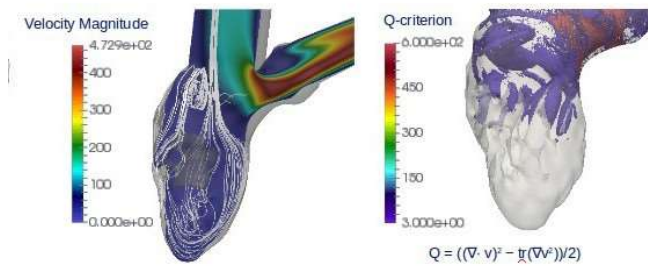 Velocity Magnitude
4.729e+02
400
300
200
100
0.000e+00
Q-criterion
6.000e+02
450
300
150
3.000e+00
Q = ((∇· v)² − tr(∇v²))/2)